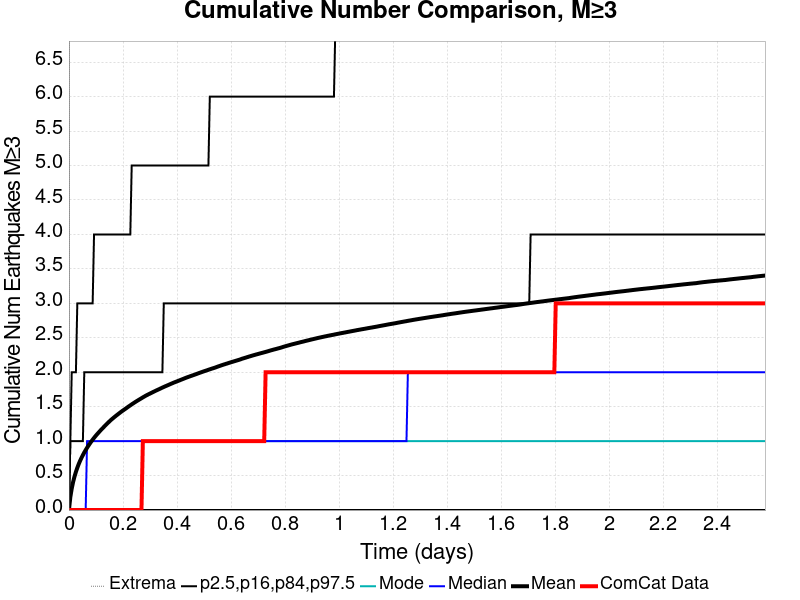 Cumulative Number Comparison, M≥3
Cumulative Num Earthquakes M≥3
6.5
6.0
5.5
5.0
4.5
4.0
3.5
3.0
2.5
2.0
1.5
1.0
0.5
0.0
0 0.2 0.4 0.6 0.8 1 1.2 1.4 1.6 1.8 2 2.2 2.4
Time (days)
Extrema p2.5,p16,p84,p97.5 Mode Median Mean ComCat Data